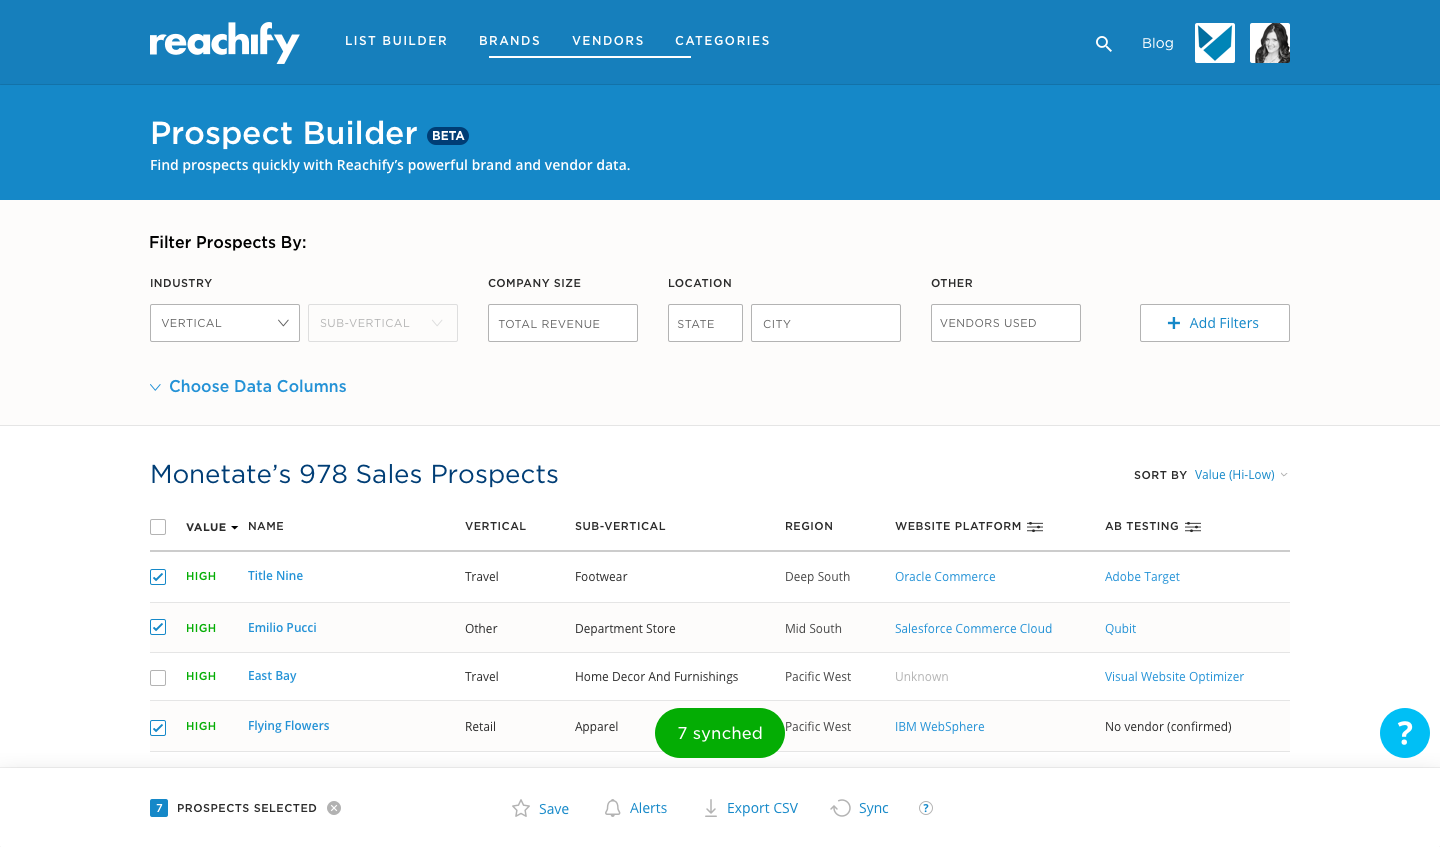 reachify
LIST BUILDER BRANDS VENDORS CATEGORIES Blog
Prospect Builder BETA
Find prospects quickly with Reachify’s powerful brand and vendor data.
Filter Prospects By:
INDUSTRY COMPANY SIZE LOCATION OTHER
VERTICAL SUB-VERTICAL TOTAL REVENUE STATE CITY VENDORS USED Add Filters
Choose Data Columns
Monetate’s 978 Sales Prospects SORT BY Value (Hi-Low)
VALUE NAME VERTICAL SUB-VERTICAL REGION WEBSITE PLATFORM AB TESTING
HIGH Title Nine Travel Footwear Deep South Oracle Commerce Adobe Target
HIGH Emilio Pucci Other Department Store Mid South Salesforce Commerce Cloud Qubit
HIGH East Bay Travel Home Decor And Furnishings Pacific West Unknown Visual Website Optimizer
HIGH Flying Flowers Retail Apparel Pacific West IBM WebSphere No vendor (confirmed)
7 synched
?
7 PROSPECTS SELECTED Save Alerts Export CSV Sync ?